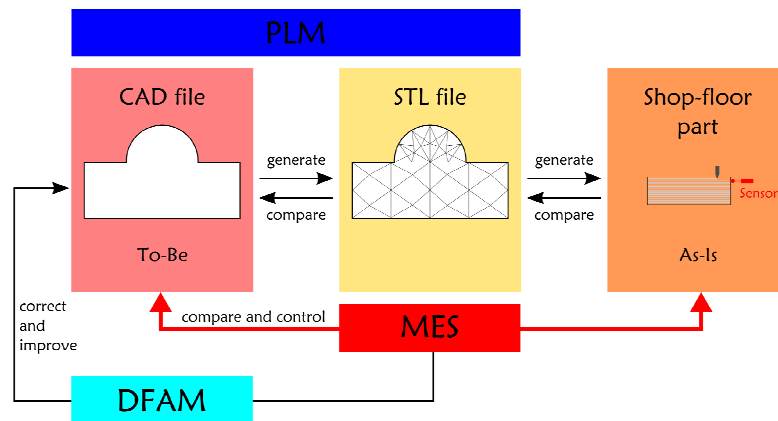 PLM
CAD file
STL file
Shop-floor
part
generate
compare
generate
compare
Sensor
To-Be
As-Is
correct
and
improve
compare and control
MES
DFAM